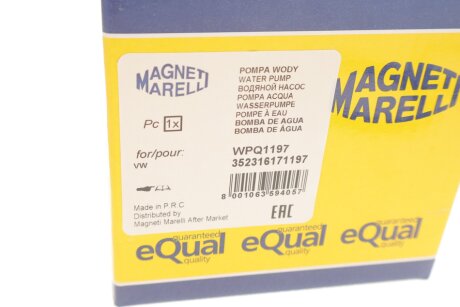 MAGNETI
MARELLI
POMPA WODY
WATER PUMP
ВОДЯНОЙ НАСОС
POMPA ACQUA
WASSERPUMPE
POMPE À EAU
BOMBA DE AGUA
BOMBA DE ÁGUA
Pc 1x
for/pour:
VW
WPQ1197
352316171197
8 001063 594057
Made in P.R.C
Distributed by
Magneti Marelli After Market
EAC
MAGNETI
MARELLI
guaranteed
eQual
quality
guaranteed
eQual
quality
guaranteed
eQual
quality